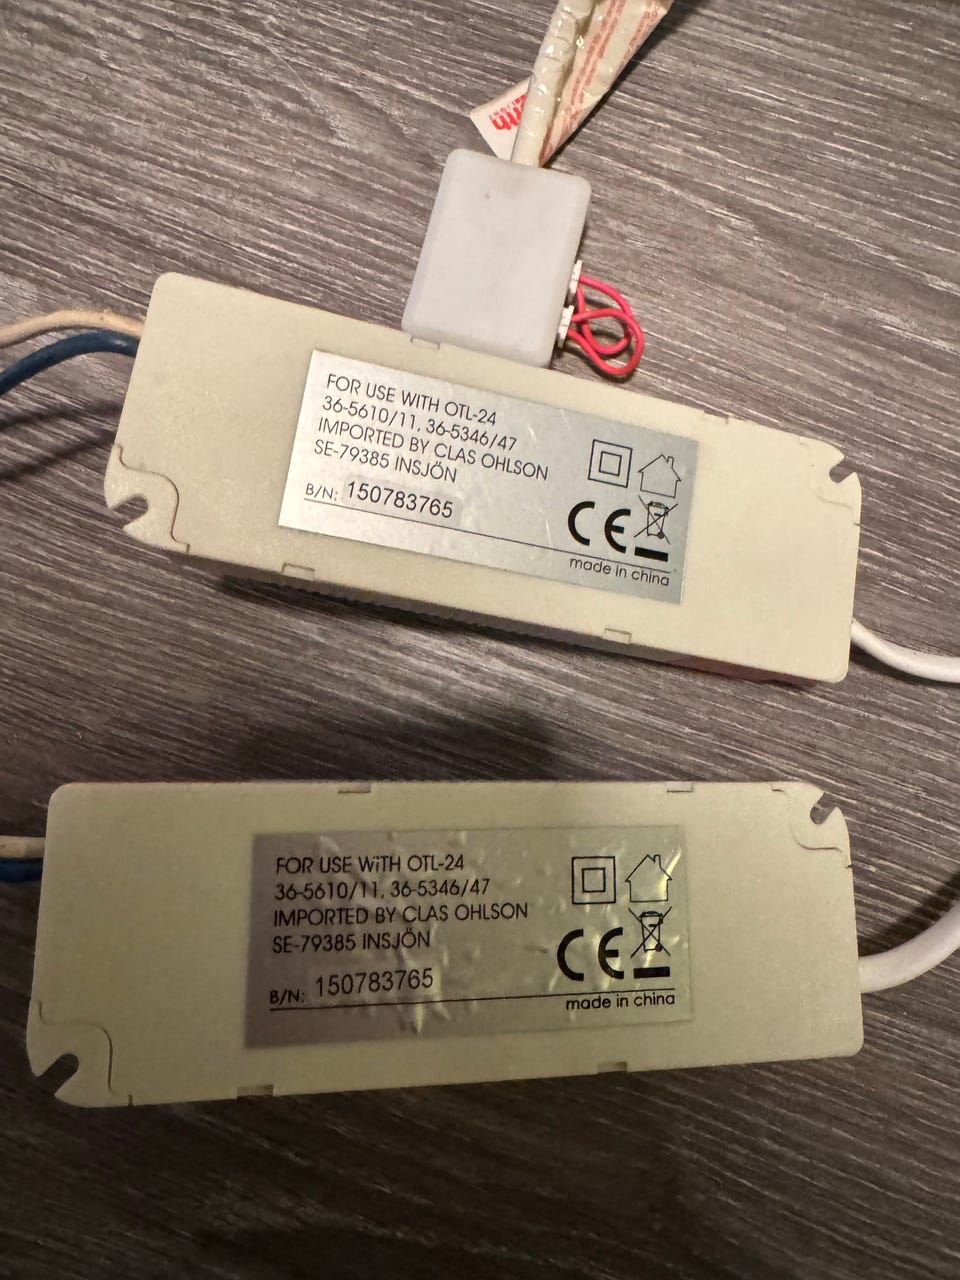 FOR USE WITH OTL-24
36-5610/11, 36-5346/47
IMPORTED BY CLAS OHLSON
SE-79385 INSJÖN
B/N: 150783765
CE
made in china
FOR USE WiTH OTL-24
36-5610/11, 36-5346/47
IMPORTED BY CLAS OHLSON
SE-79385 INSJÖN
B/N: 150783765
CE
made in china